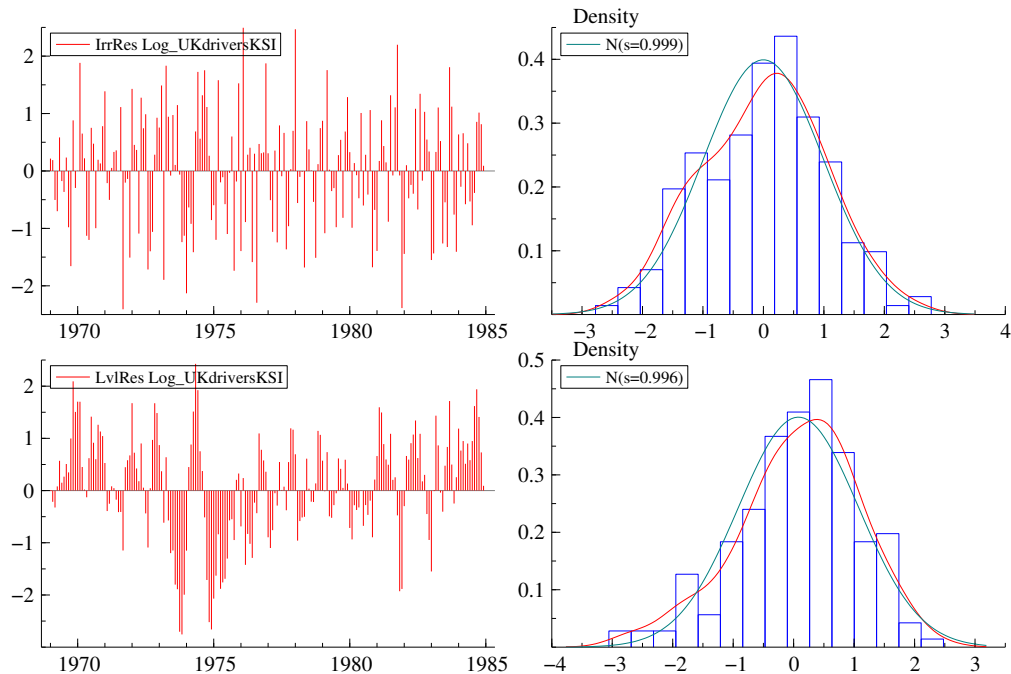 Density
IrrRes Log_UKdriversKSI
2
1
0
−1
−2
1970 1975 1980 1985
N(s=0.999)
0.4
0.3
0.2
0.1
−3 −2 −1 0 1 2 3 4
Density
LvlRes Log_UKdriversKSI
2
1
0
−1
−2
1970 1975 1980 1985
N(s=0.996)
0.5
0.4
0.3
0.2
0.1
−4 −3 −2 −1 0 1 2 3